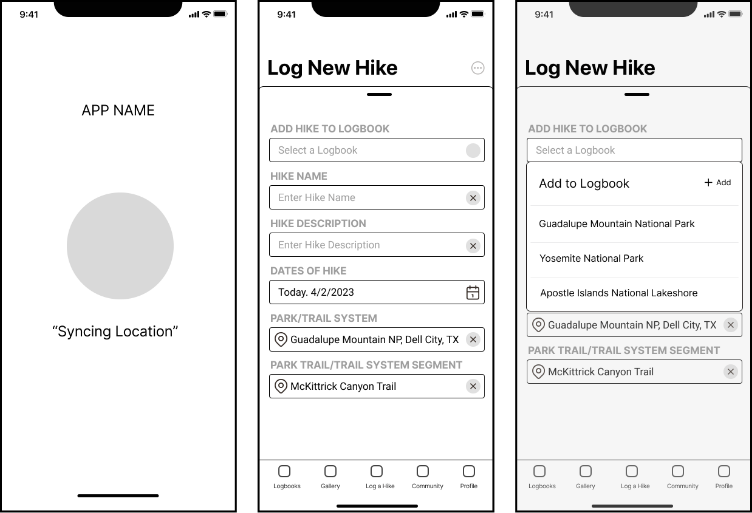 9:41
APP NAME
“Syncing Location”
9:41
Log New Hike
ADD HIKE TO LOGBOOK
Select a Logbook
HIKE NAME
Enter Hike Name
HIKE DESCRIPTION
Enter Hike Description
DATES OF HIKE
Today. 4/2/2023
PARK/TRAIL SYSTEM
Guadalupe Mountain NP, Dell City, TX
PARK TRAIL/TRAIL SYSTEM SEGMENT
McKittrick Canyon Trail
Logbooks Gallery Log a Hike Community Profile
9:41
Log New Hike
ADD HIKE TO LOGBOOK
Select a Logbook
Add to Logbook + Add
Guadalupe Mountain National Park
Yosemite National Park
Apostle Islands National Lakeshore
Guadalupe Mountain NP, Dell City, TX
PARK TRAIL/TRAIL SYSTEM SEGMENT
McKittrick Canyon Trail
Logbooks Gallery Log a Hike Community Profile